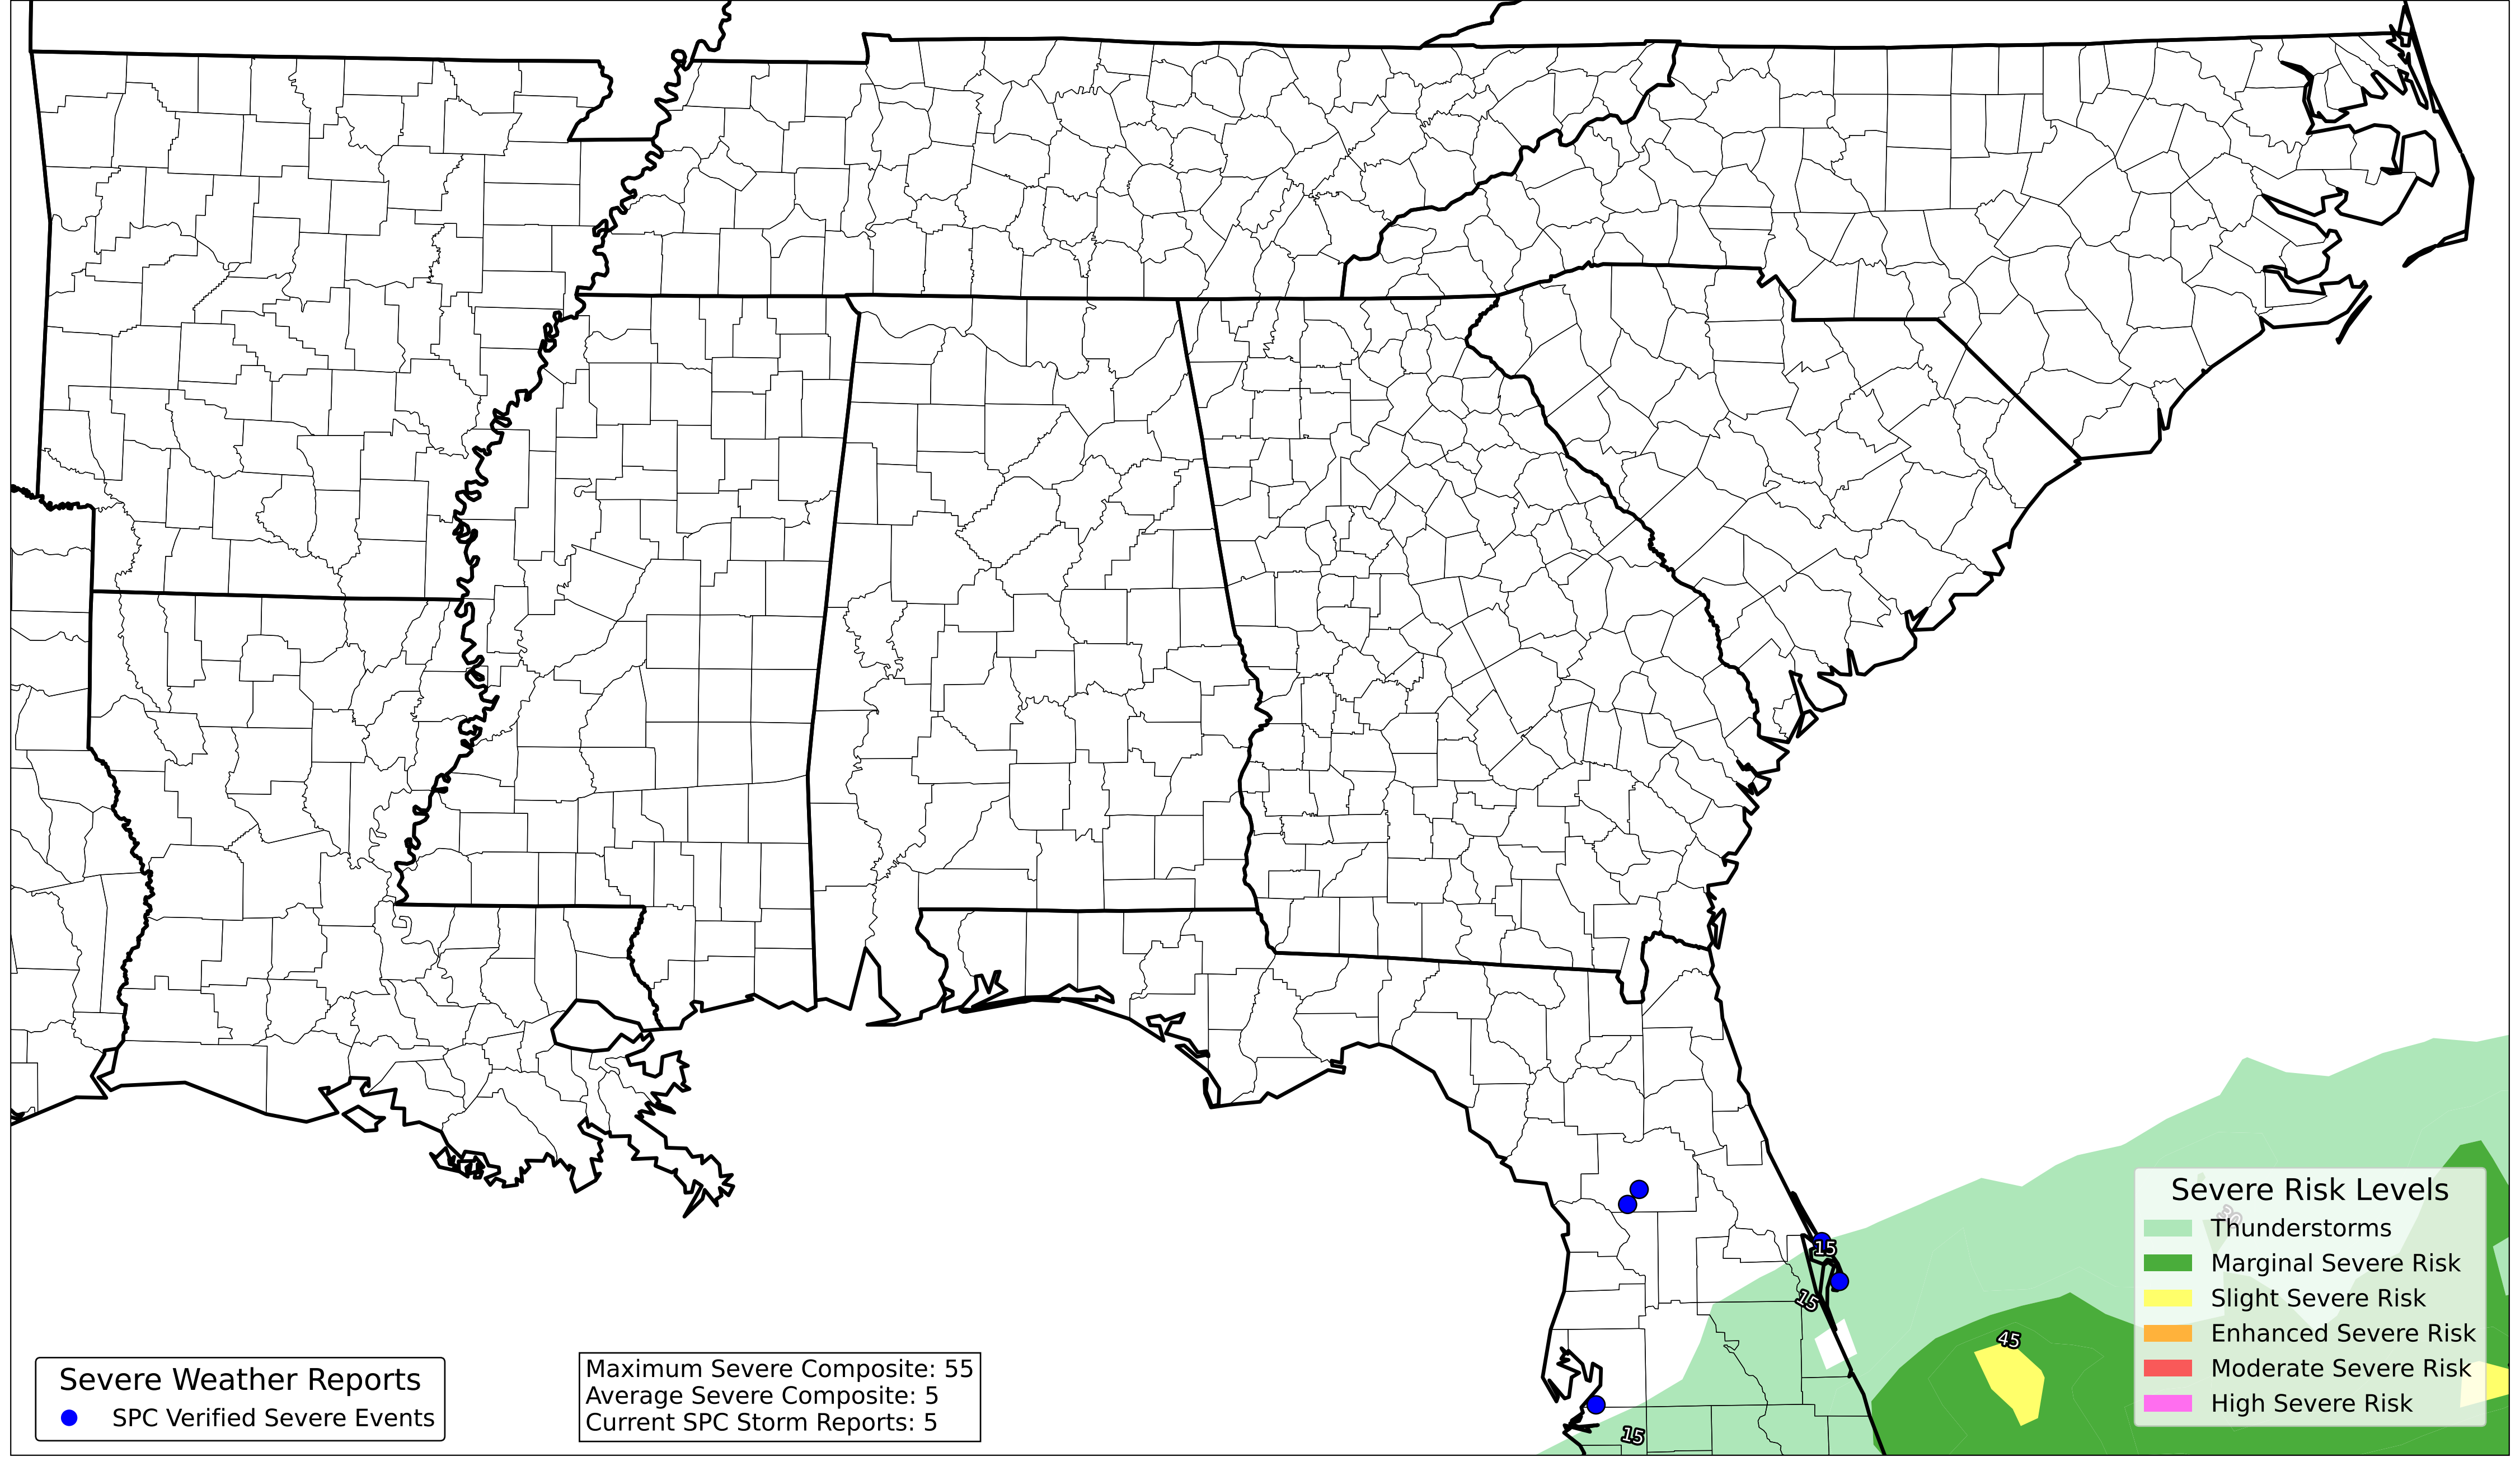 15
15
45
15
Severe Risk Levels
Thunderstorms
Marginal Severe Risk
Slight Severe Risk
Enhanced Severe Risk
Moderate Severe Risk
High Severe Risk
Severe Weather Reports
SPC Verified Severe Events
Maximum Severe Composite: 55
Average Severe Composite: 5
Current SPC Storm Reports: 5